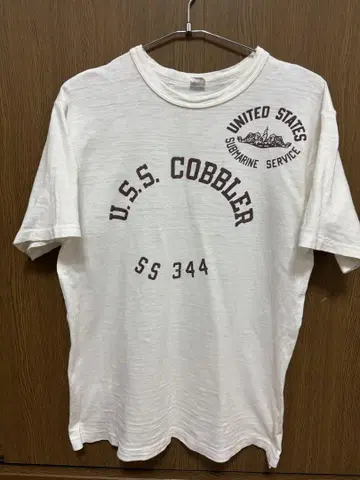 UNITED STATES
SUBMARINE SERVICE
U.S.S. COBBLER
SS 344